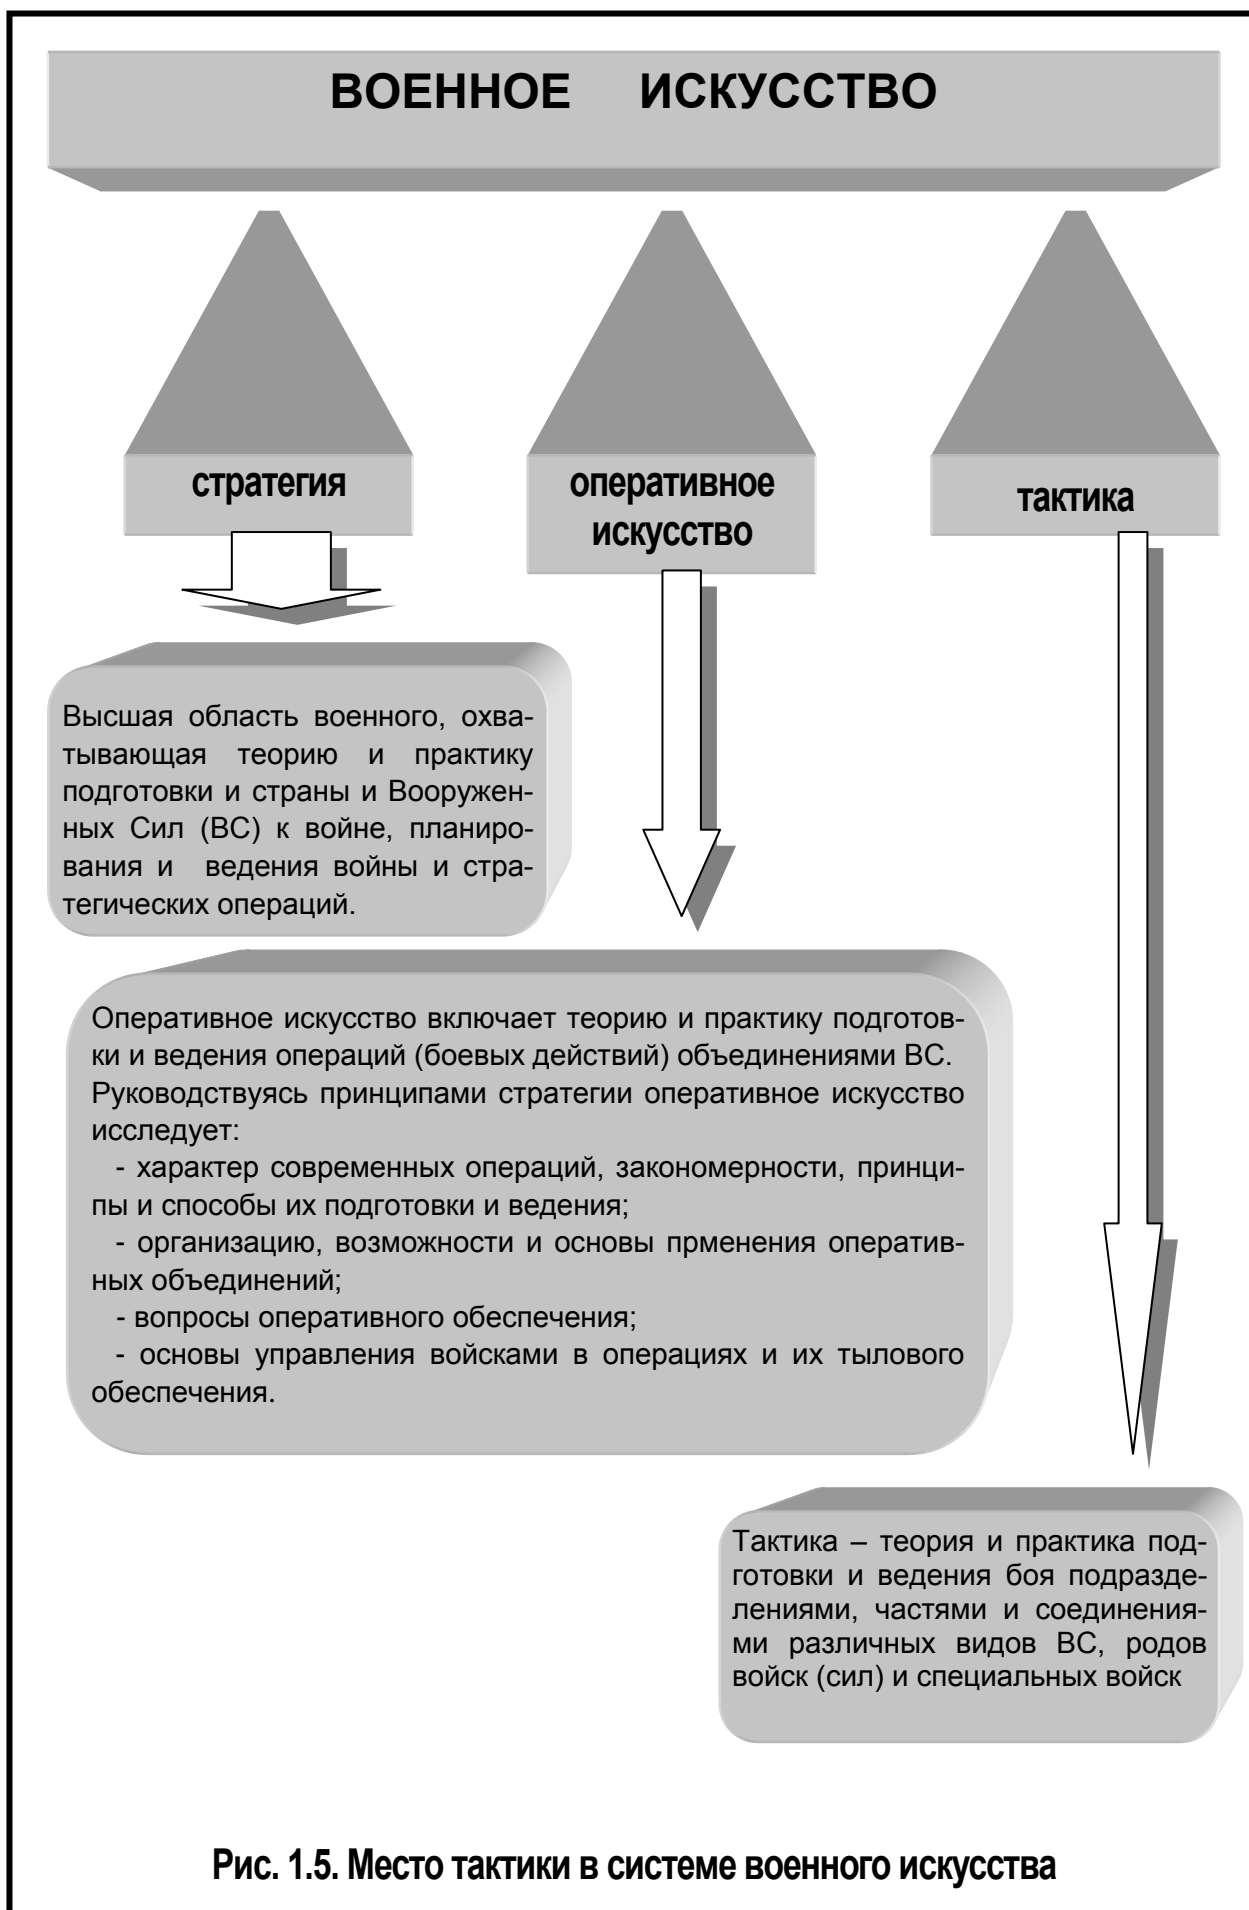 ВОЕННОЕ ИСКУССТВО
стратегия
оперативное
искусство
тактика
Высшая область военного, охва-
тывающая теорию и практику
подготовки и страны и Вооружен-
ных Сил (ВС) к войне, планиро-
вания и ведения войны и стра-
тегических операций.
Оперативное искусство включает теорию и практику подготов-
ки и ведения операций (боевых действий) объединениями ВС.
Руководствуясь принципами стратегии оперативное искусство
исследует:
- характер современных операций, закономерности, принци-
пы и способы их подготовки и ведения;
- организацию, возможности и основы прменения оператив-
ных объединений;
- вопросы оперативного обеспечения;
- основы управления войсками в операциях и их тылового
обеспечения.
Тактика – теория и практика под-
готовки и ведения боя подразде-
лениями, частями и соединения-
ми различных видов ВС, родов
войск (сил) и специальных войск
Рис. 1.5. Место тактики в системе военного искусства